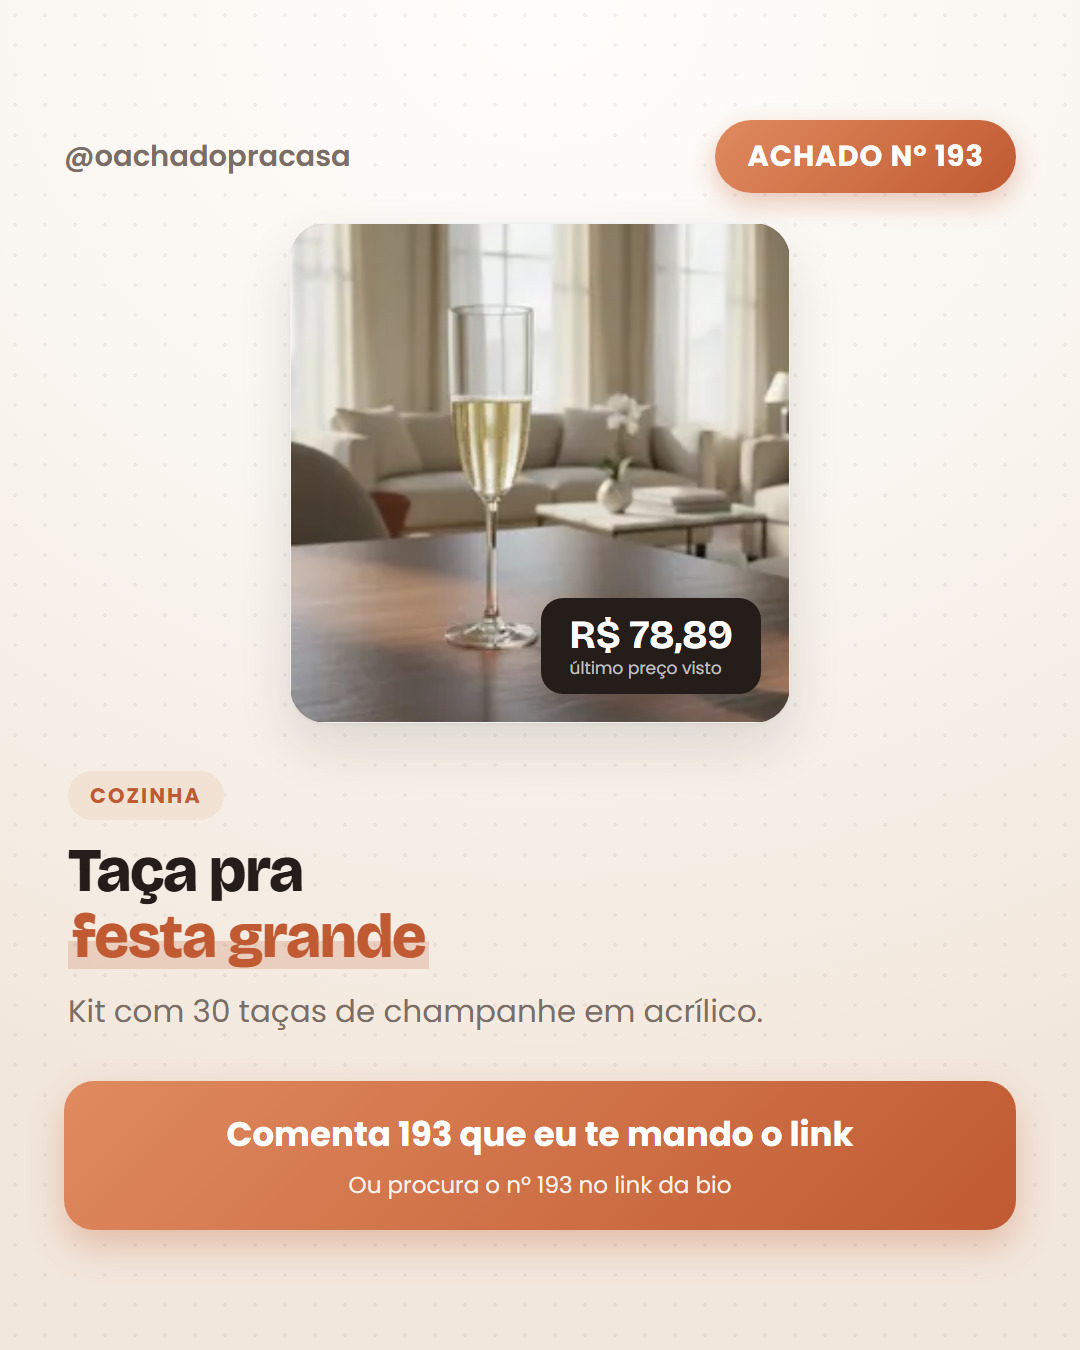 @oachadopracasa
ACHADO Nº 193
R$ 78,89
último preço visto
COZINHA
Taça pra
festa grande
Kit com 30 taças de champanhe em acrílico.
Comenta 193 que eu te mando o link
Ou procura o nº 193 no link da bio